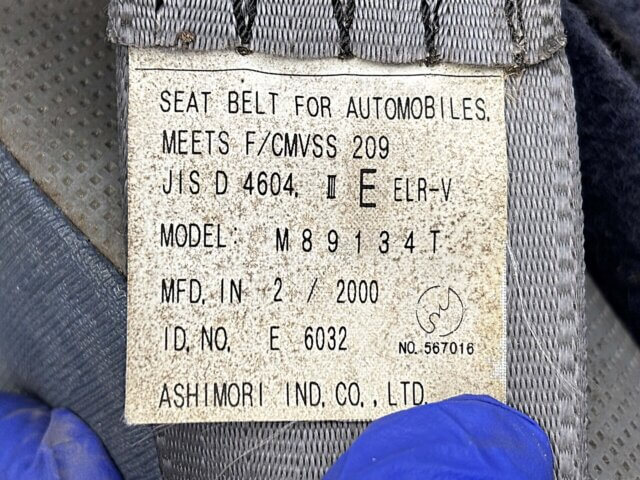 SEAT BELT FOR AUTOMOBILES.
MEETS F/CMVSS 209
JIS D 4604. Ⅲ E ELR-V
MODEL: M89134T
MFD. IN 2 / 2000
ID. NO. E 6032
NO. 567016
ASHIMORI IND. CO., LTD.